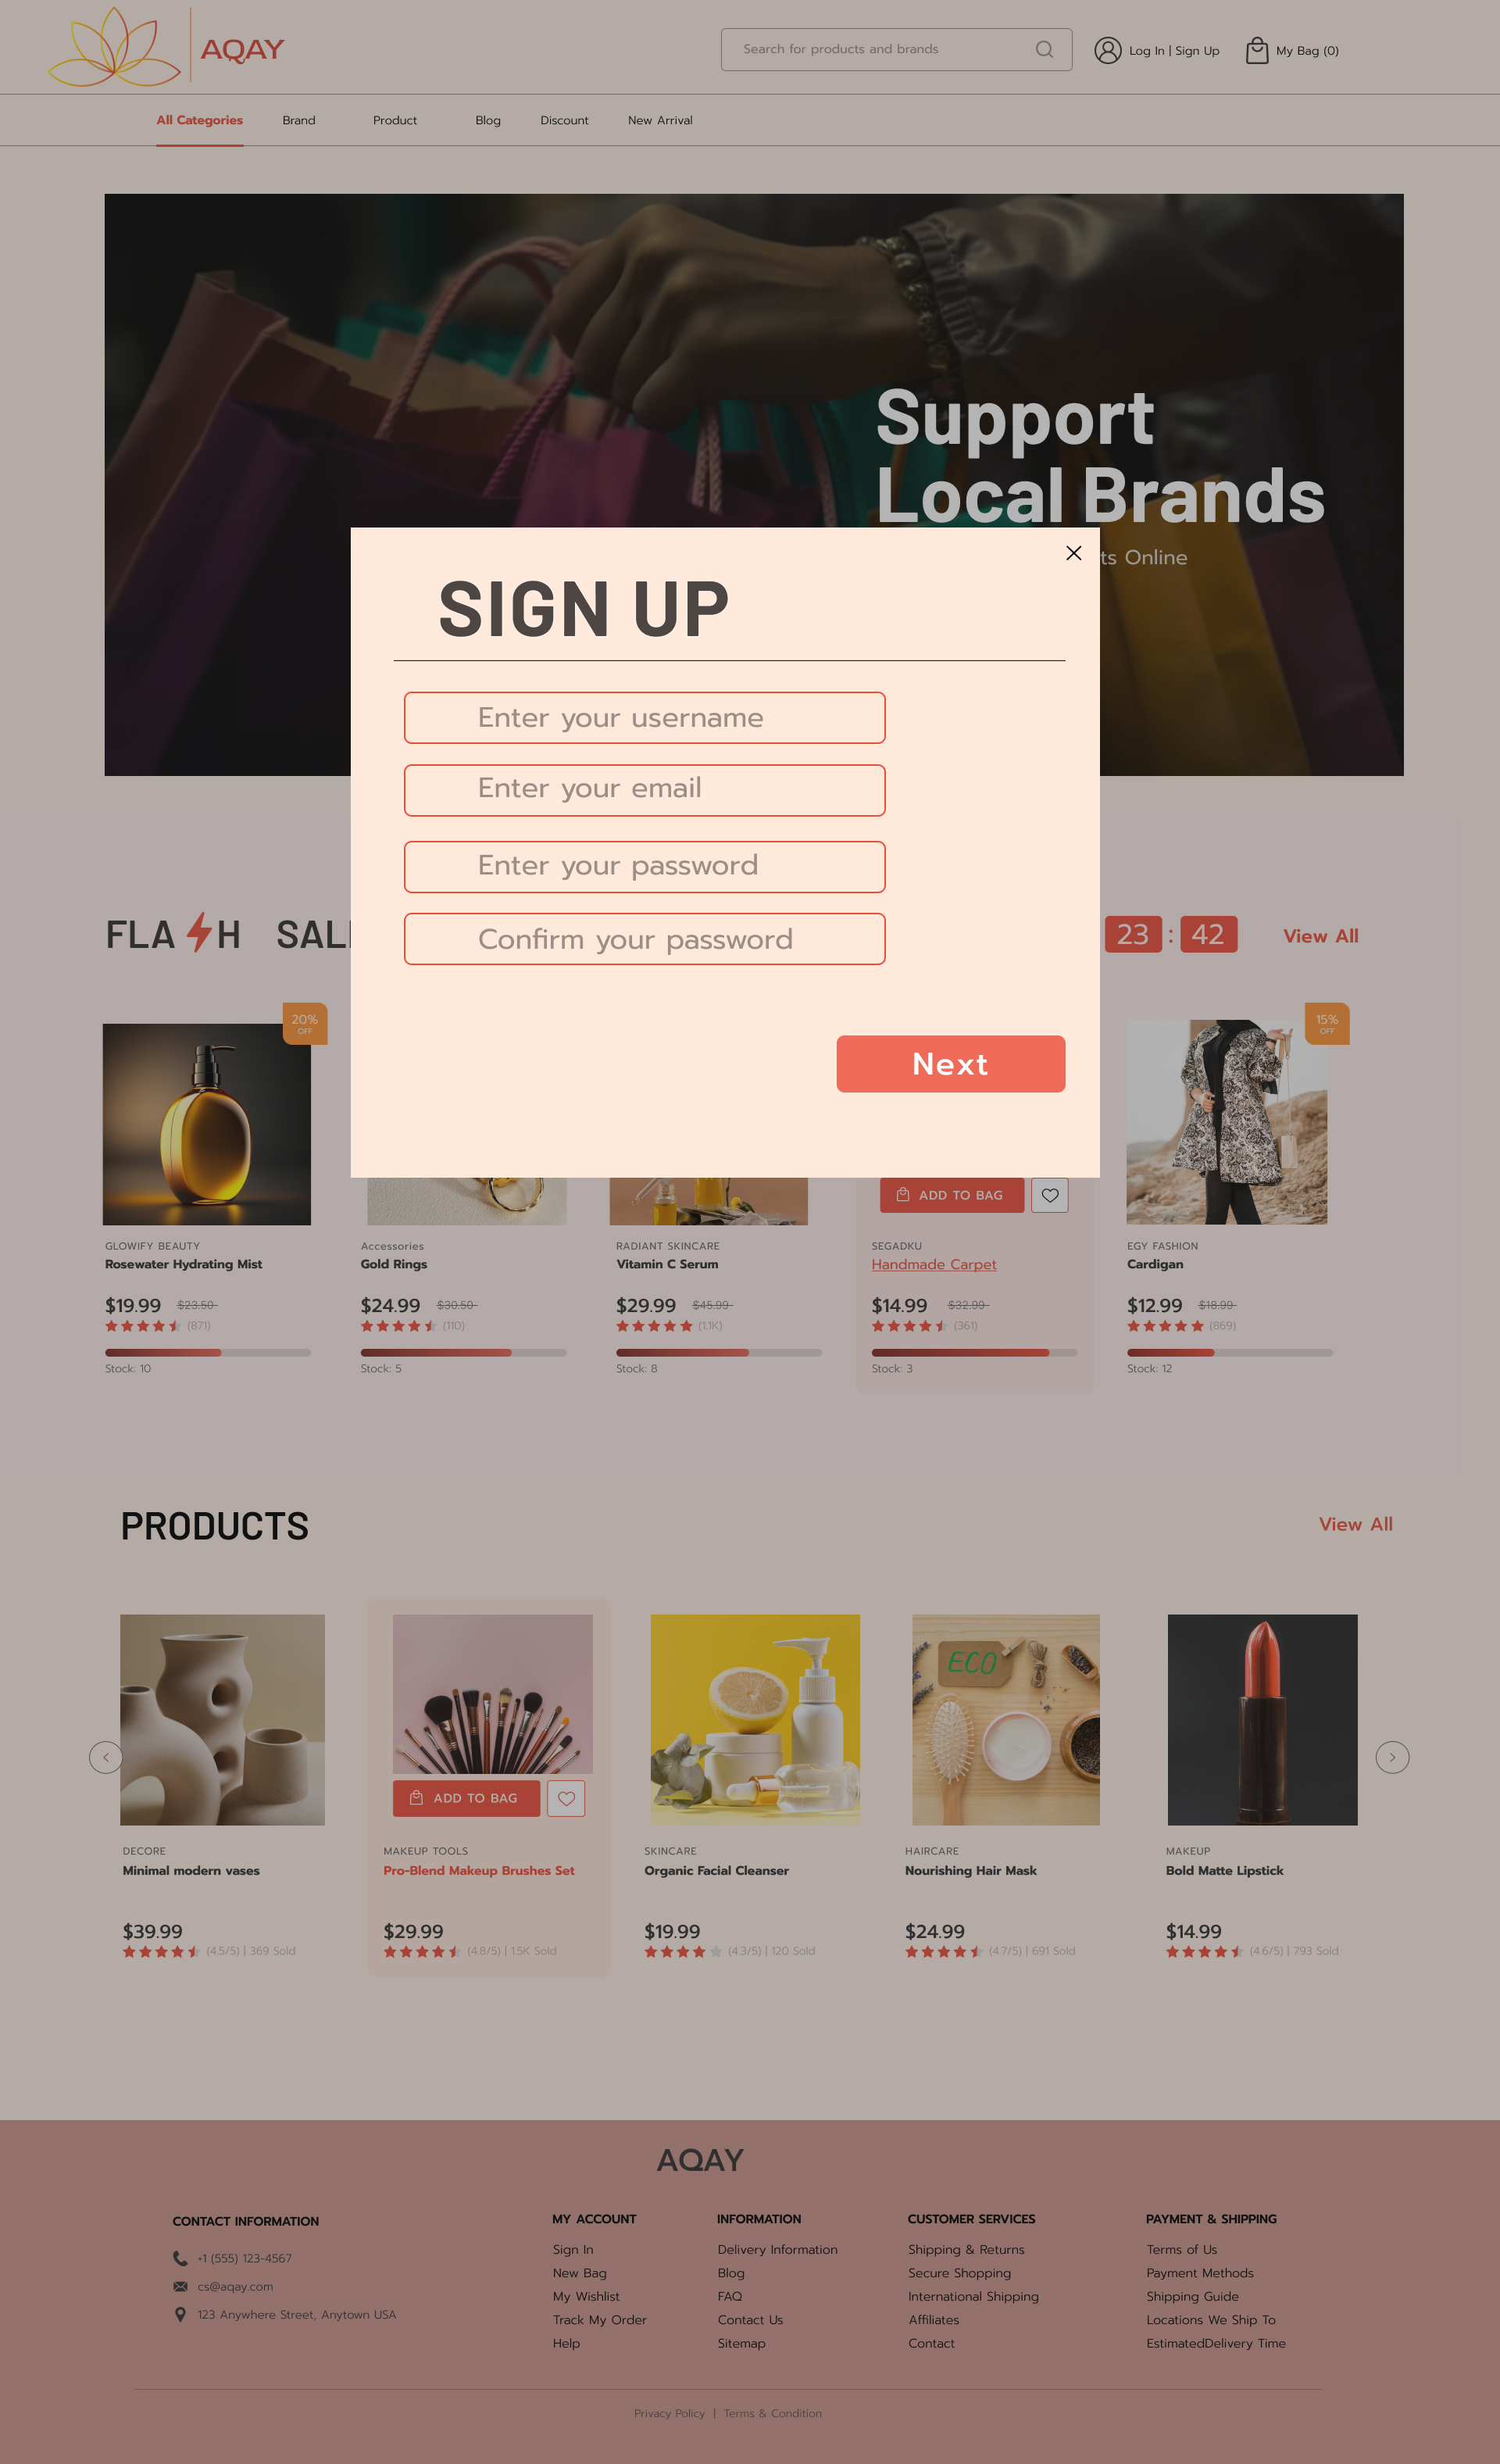 AQAY
Search for products and brands
Log In | Sign Up
My Bag (0)
All Categories
Brand
Product
Blog
Discount
New Arrival
Support
Local Brands
ts Online
SIGN UP
Enter your username
Enter your email
Enter your password
Confirm your password
Next
FLA H SAL
23 : 42
View All
20%
OFF
15%
OFF
ADD TO BAG
GLOWIFY BEAUTY
Rosewater Hydrating Mist
$19.99 $23.50
(871)
Stock: 10
Accessories
Gold Rings
$24.99 $30.50
(110)
Stock: 5
RADIANT SKINCARE
Vitamin C Serum
$29.99 $45.99
(1.1K)
Stock: 8
SEGADKU
Handmade Carpet
$14.99 $32.99
(361)
Stock: 3
EGY FASHION
Cardigan
$12.99 $18.99
(869)
Stock: 12
PRODUCTS
View All
ECO
ADD TO BAG
DECORE
Minimal modern vases
$39.99
(4.5/5) | 369 Sold
MAKEUP TOOLS
Pro-Blend Makeup Brushes Set
$29.99
(4.8/5) | 1.5K Sold
SKINCARE
Organic Facial Cleanser
$19.99
(4.3/5) | 120 Sold
HAIRCARE
Nourishing Hair Mask
$24.99
(4.7/5) | 691 Sold
MAKEUP
Bold Matte Lipstick
$14.99
(4.6/5) | 793 Sold
AQAY
CONTACT INFORMATION
+1 (555) 123-4567
cs@aqay.com
123 Anywhere Street, Anytown USA
MY ACCOUNT
Sign In
New Bag
My Wishlist
Track My Order
Help
INFORMATION
Delivery Information
Blog
FAQ
Contact Us
Sitemap
CUSTOMER SERVICES
Shipping & Returns
Secure Shopping
International Shipping
Affiliates
Contact
PAYMENT & SHIPPING
Terms of Us
Payment Methods
Shipping Guide
Locations We Ship To
EstimatedDelivery Time
Privacy Policy | Terms & Condition